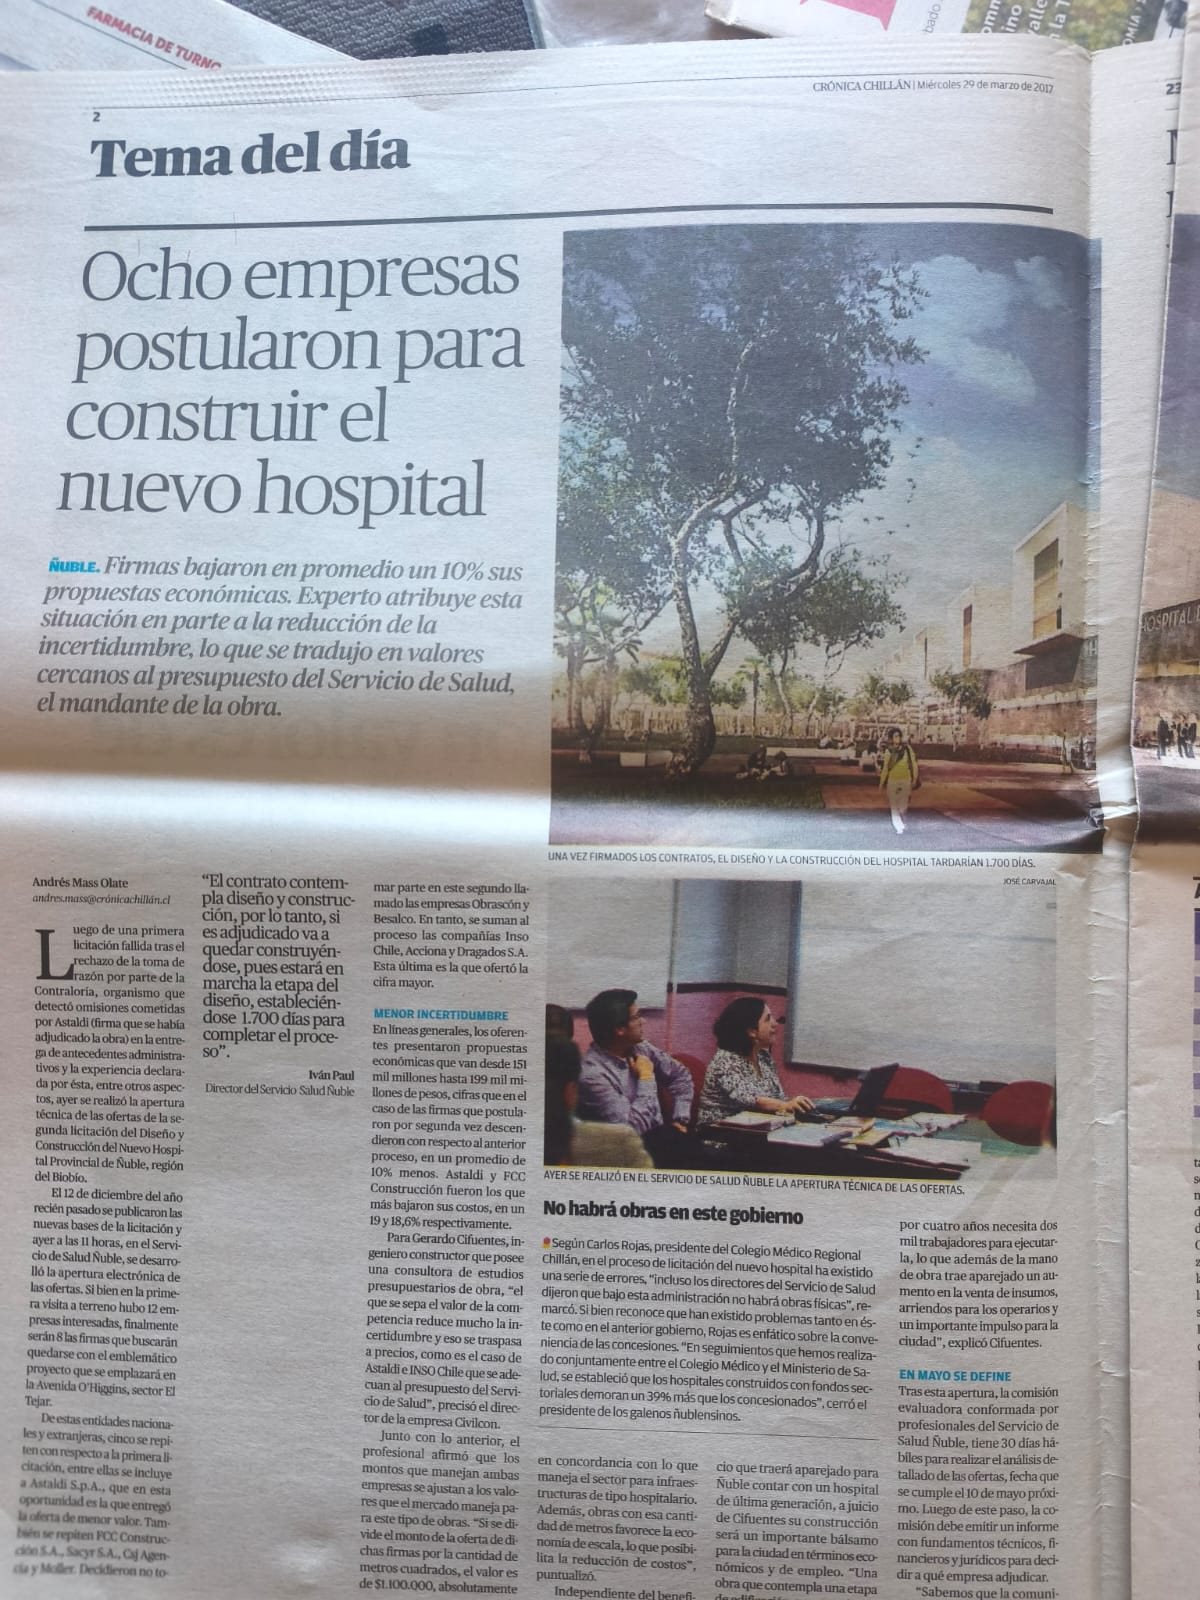 FARMACIA DE TURNO
CRÓNICA CHILLÁN | Miércoles 29 de marzo de 2017
2
Tema del día
Ocho empresas
postularon para
construir el
nuevo hospital
ÑUBLE. Firmas bajaron en promedio un 10% sus
propuestas económicas. Experto atribuye esta
situación en parte a la reducción de la
incertidumbre, lo que se tradujo en valores
cercanos al presupuesto del Servicio de Salud,
el mandante de la obra.
UNA VEZ FIRMADOS LOS CONTRATOS, EL DISEÑO Y LA CONSTRUCCIÓN DEL HOSPITAL TARDARÍAN 1.700 DÍAS.
Andrés Mass Olate
andres.mass@crónicachillán.cl
Luego de una primera
licitación fallida tras el
rechazo de la toma de
razón por parte de la
Contraloría, organismo que
detectó omisiones cometidas
por Astaldi (firma que se había
adjudicado la obra) en la entre-
ga de antecedentes administra-
tivos y la experiencia declara-
da por ésta, entre otros aspec-
tos, ayer se realizó la apertura
técnica de las ofertas de la se-
gunda licitación del Diseño y
Construcción del Nuevo Hospi-
tal Provincial de Ñuble, región
del Biobío.
El 12 de diciembre del año
recién pasado se publicaron las
nuevas bases de la licitación y
ayer a las 11 horas, en el Servi-
cio de Salud Ñuble, se desarro-
lló la apertura electrónica de
las ofertas. Si bien en la prime-
ra visita a terreno hubo 12 em-
presas interesadas, finalmente
serán 8 las firmas que buscarán
quedarse con el emblemático
proyecto que se emplazará en
la Avenida O'Higgins, sector El
Tejar.
De estas entidades naciona-
les y extranjeras, cinco se repi-
ten con respecto a la primera li-
citación, entre ellas se incluye
a Astaldi S.p.A., que en esta
oportunidad es la que entregó
la oferta de menor valor. Tam-
bién se repiten FCC Construc-
ción S.A., Sacyr S.A., Csj Agen-
cia y Moller. Decidieron no to-
"El contrato contem-
pla diseño y construc-
ción, por lo tanto, si
es adjudicado va a
quedar construyén-
dose, pues estará en
marcha la etapa del
diseño, establecién-
dose 1.700 días para
completar el proce-
so".
Iván Paul
Director del Servicio Salud Ñuble
mar parte en este segundo lla-
mado las empresas Obrascón y
Besalco. En tanto, se suman al
proceso las compañías Inso
Chile, Acciona y Dragados S.A.
Esta última es la que ofertó la
cifra mayor.
MENOR INCERTIDUMBRE
En líneas generales, los oferen-
tes presentaron propuestas
económicas que van desde 151
mil millones hasta 199 mil mi-
llones de pesos, cifras que en el
caso de las firmas que postula-
ron por segunda vez descen-
dieron con respecto al anterior
proceso, en un promedio de
10% menos. Astaldi y FCC
Construcción fueron los que
más bajaron sus costos, en un
19 y 18,6% respectivamente.
Para Gerardo Cifuentes, in-
geniero constructor que posee
una consultora de estudios
presupuestarios de obra, "el
que se sepa el valor de la com-
petencia reduce mucho la in-
certidumbre y eso se traspasa
a precios, como es el caso de
Astaldi e INSO Chile que se ade-
cuan al presupuesto del Servi-
cio de Salud", precisó el direc-
tor de la empresa Civilcon.
Junto con lo anterior, el
profesional afirmó que los
montos que manejan ambas
empresas se ajustan a los valo-
res que el mercado maneja pa-
ra este tipo de obras. "Si se di-
vide el monto de la oferta de di-
chas firmas por la cantidad de
metros cuadrados, el valor es
de $1.100.000, absolutamente
JOSÉ CARVAJAL
AYER SE REALIZÓ EN EL SERVICIO DE SALUD ÑUBLE LA APERTURA TÉCNICA DE LAS OFERTAS.
No habrá obras en este gobierno
Según Carlos Rojas, presidente del Colegio Médico Regional
Chillán, en el proceso de licitación del nuevo hospital ha existido
una serie de errores, "incluso los directores del Servicio de Salud
dijeron que bajo esta administración no habrá obras físicas", re-
marcó. Si bien reconoce que han existido problemas tanto en és-
te como en el anterior gobierno, Rojas es enfático sobre la conve-
niencia de las concesiones. "En seguimientos que hemos realiza-
do conjuntamente entre el Colegio Médico y el Ministerio de Sa-
lud, se estableció que los hospitales construidos con fondos sec-
toriales demoran un 39% más que los concesionados", cerró el
presidente de los galenos ñublensinos.
en concordancia con lo que
maneja el sector para infraes-
tructuras de tipo hospitalario.
Además, obras con esa canti-
dad de metros favorece la eco-
nomía de escala, lo que posibi-
lita la reducción de costos",
puntualizó.
Independiente del benefi-
cio que traerá aparejado para
Ñuble contar con un hospital
de última generación, a juicio
de Cifuentes su construcción
será un importante bálsamo
para la ciudad en términos eco-
nómicos y de empleo. "Una
obra que contempla una etapa
por cuatro años necesita dos
mil trabajadores para ejecutar-
la, lo que además de la mano
de obra trae aparejado un au-
mento en la venta de insumos,
arriendos para los operarios y
un importante impulso para la
ciudad", explicó Cifuentes.
EN MAYO SE DEFINE
Tras esta apertura, la comisión
evaluadora conformada por
profesionales del Servicio de
Salud Ñuble, tiene 30 días há-
biles para realizar el análisis de-
tallado de las ofertas, fecha que
se cumple el 10 de mayo próxi-
mo. Luego de este paso, la co-
misión debe emitir un informe
con fundamentos técnicos, fi-
nancieros y jurídicos para deci-
dir a qué empresa adjudicar.
"Sabemos que la comuni-
23
HOSPITAL